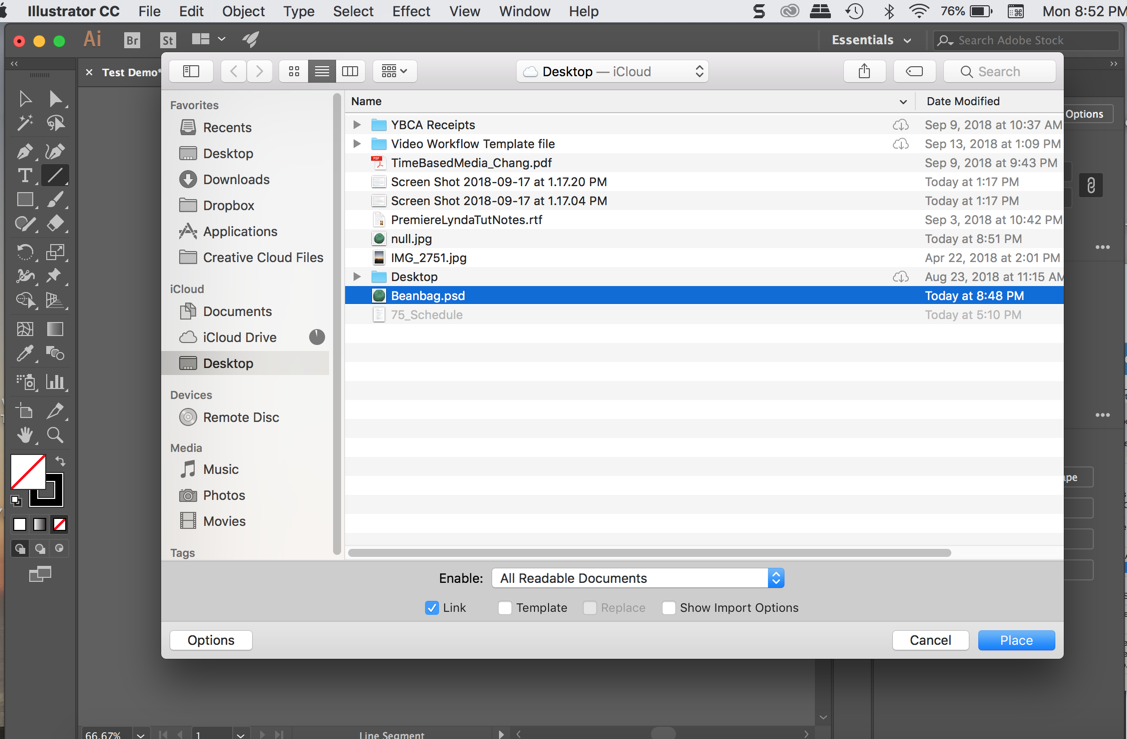 Illustrator CC File Edit Object Type Select Effect View Window Help 76% Mon 8:52 PM
Ai Br St Essentials Search Adobe Stock
× Test Demo* Desktop — iCloud Search
Favorites
Recents
Desktop
Downloads
Dropbox
Applications
Creative Cloud Files
iCloud
Documents
iCloud Drive
Desktop
Devices
Remote Disc
Media
Music
Photos
Movies
Tags
Name Date Modified
YBCA Receipts Sep 9, 2018 at 10:37 AM
Video Workflow Template file Sep 13, 2018 at 1:09 PM
TimeBasedMedia_Chang.pdf Sep 9, 2018 at 9:43 PM
Screen Shot 2018-09-17 at 1.17.20 PM Today at 1:17 PM
Screen Shot 2018-09-17 at 1.17.04 PM Today at 1:17 PM
PremiereLyndaTutNotes.rtf Sep 3, 2018 at 10:42 PM
null.jpg Today at 8:51 PM
IMG_2751.jpg Apr 22, 2018 at 2:01 PM
Desktop Aug 23, 2018 at 11:15 AM
Beanbag.psd Today at 8:48 PM
75_Schedule Today at 5:10 PM
Options
pe
Enable: All Readable Documents
Link Template Replace Show Import Options
Options Cancel Place
66.67% 1 Line Segment